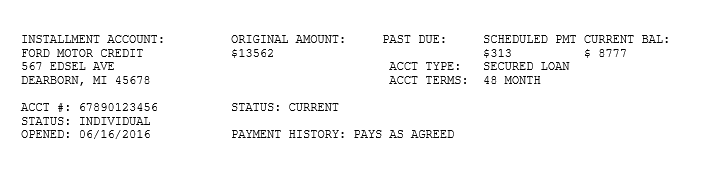 INSTALLMENT ACCOUNT: ORIGINAL AMOUNT: PAST DUE: SCHEDULED PMT CURRENT BAL:
FORD MOTOR CREDIT $13562 $313 $ 8777
567 EDSEL AVE ACCT TYPE: SECURED LOAN
DEARBORN, MI 45678 ACCT TERMS: 48 MONTH
ACCT #: 67890123456 STATUS: CURRENT
STATUS: INDIVIDUAL
OPENED: 06/16/2016 PAYMENT HISTORY: PAYS AS AGREED